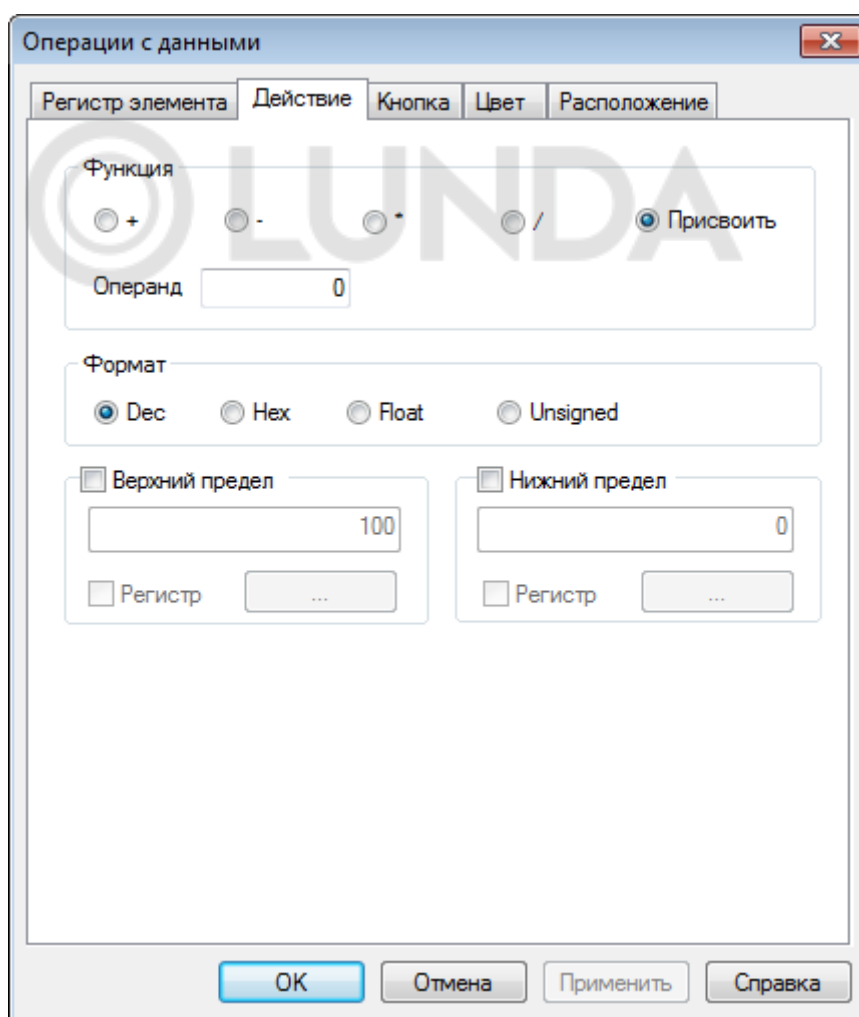 Операции с данными
Регистр элемента Действие Кнопка Цвет Расположение
LUNDA
Функция
+ - * / Присвоить
Операнд 0
Формат
Dec Hex Float Unsigned
Верхний предел Нижний предел
100 0
Регистр ... Регистр ...
OK Отмена Применить Справка